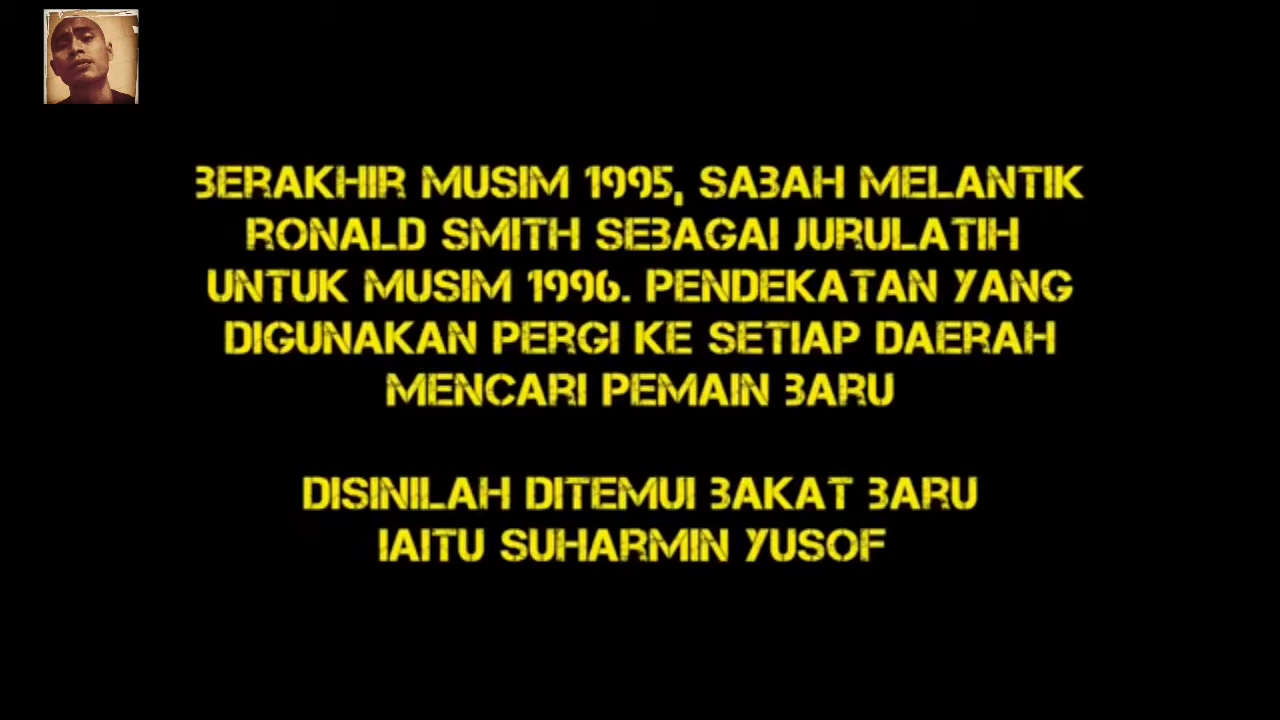 BERAKHIR MUSIM 1995, SABAH MELANTIK
RONALD SMITH SEBAGAI JURULATIH
UNTUK MUSIM 1996. PENDEKATAN YANG
DIGUNAKAN PERGI KE SETIAP DAERAH
MENCARI PEMAIN BARU
DISINILAH DITEMUI BAKAT BARU
IAITU SUHARMIN YUSOF